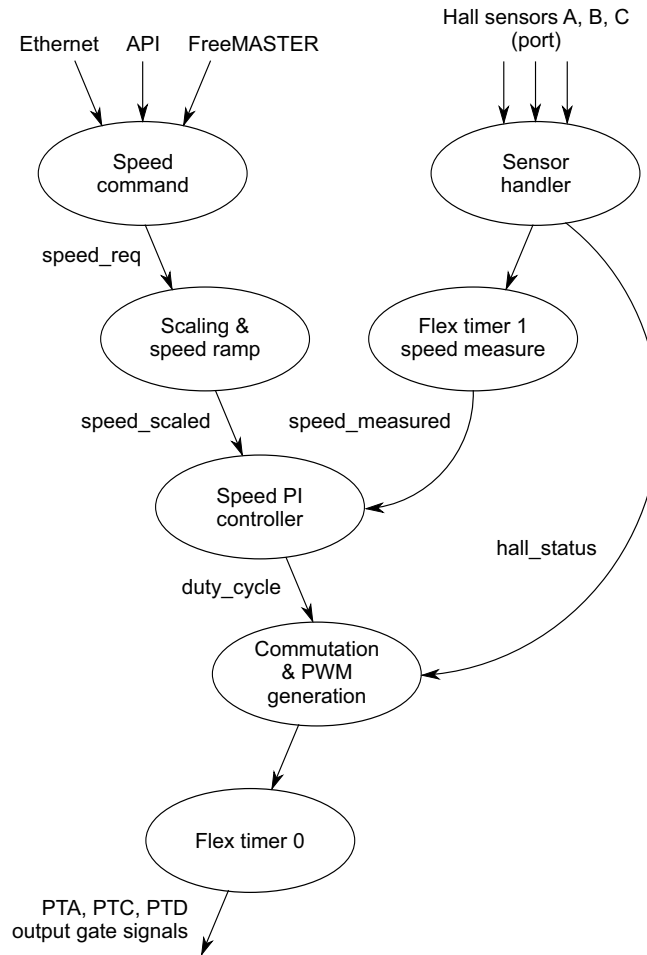 Ethernet API FreeMASTER
Hall sensors A, B, C
(port)
Speed
command
Sensor
handler
speed_req
Scaling &
speed ramp
Flex timer 1
speed measure
speed_scaled
speed_measured
Speed PI
controller
hall_status
duty_cycle
Commutation
& PWM
generation
Flex timer 0
PTA, PTC, PTD
output gate signals